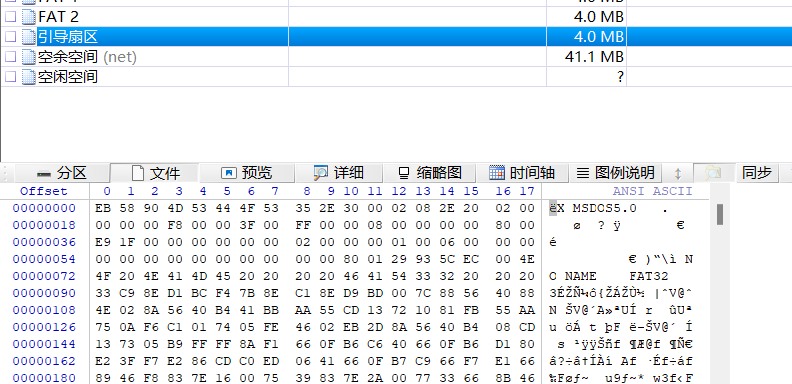 FAT 2 4.0 MB
引导扇区 4.0 MB
空余空间 (net) 41.1 MB
空闲空间 ?
分区 文件 预览 详细 缩略图 时间轴 图例说明 同步
Offset 0 1 2 3 4 5 6 7 8 9 10 11 12 13 14 15 16 17 ANSI ASCII
00000000 EB 58 90 4D 53 44 4F 53 35 2E 30 00 02 08 2E 20 02 00 ëX MSDOS5.0 .
00000018 00 00 00 F8 00 00 3F 00 FF 00 00 08 00 00 00 00 80 00 ø ? ÿ €
00000036 E9 1F 00 00 00 00 00 00 02 00 00 00 01 00 06 00 00 00 é
00000054 00 00 00 00 00 00 00 00 00 00 80 01 29 93 5C EC 00 4E € )“\ì N
00000072 4F 20 4E 41 4D 45 20 20 20 20 46 41 54 33 32 20 20 20 O NAME FAT32
00000090 33 C9 8E D1 BC F4 7B 8E C1 8E D9 BD 00 7C 88 56 40 88 3ÉŽÑ¼ô{ŽÁŽÙ½ |ˆV@ˆ
00000108 4E 02 8A 56 40 B4 41 BB AA 55 CD 13 72 10 81 FB 55 AA N ŠV@´A»ªUÍ r ûUª
00000126 75 0A F6 C1 01 74 05 FE 46 02 EB 2D 8A 56 40 B4 08 CD u öÁ t þF ë-ŠV@´ Í
00000144 13 73 05 B9 FF FF 8A F1 66 0F B6 C6 40 66 0F B6 D1 80 s ¹ÿÿŠñf ¶Æ@f ¶Ñ€
00000162 E2 3F F7 E2 86 CD C0 ED 06 41 66 0F B7 C9 66 F7 E1 66 â?÷â†ÍÀí Af ·Éf÷áf
00000180 89 46 F8 83 7E 16 00 75 39 83 7E 2A 00 77 33 66 8B 46 ‰Føƒ~ u9ƒ~* w3f‹F